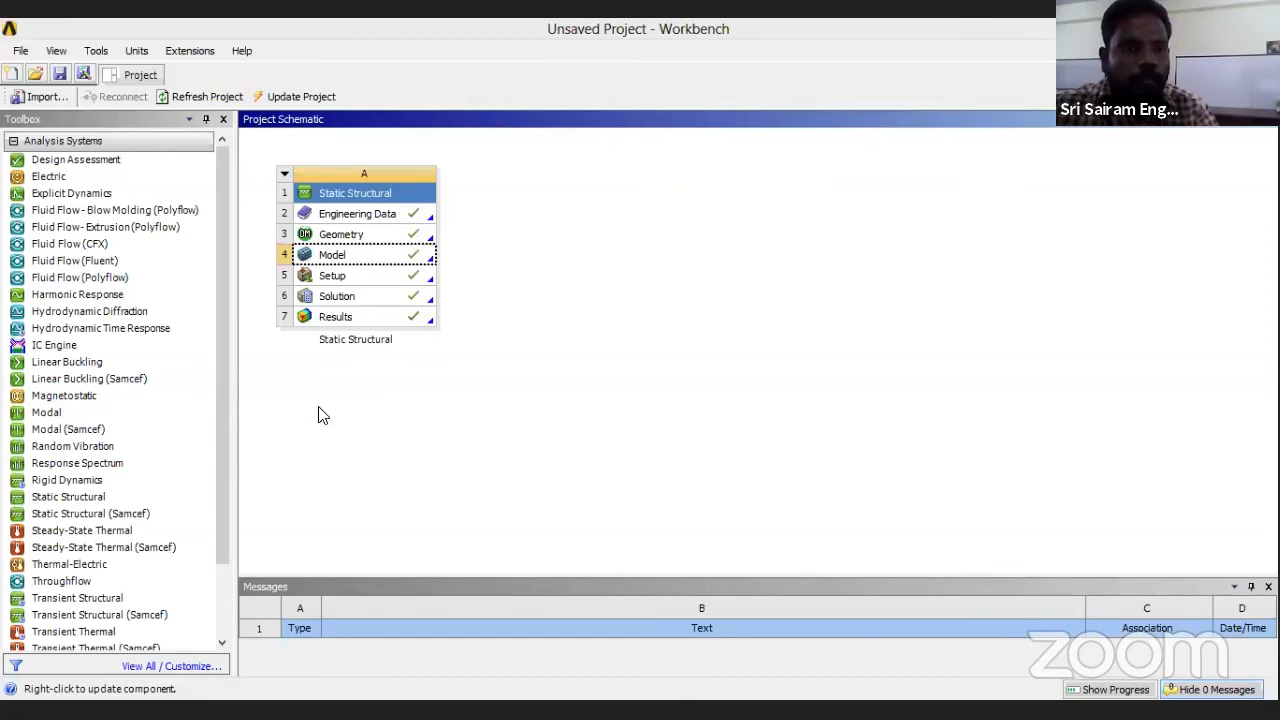 Unsaved Project - Workbench
File View Tools Units Extensions Help
Project
Import... Reconnect Refresh Project Update Project
Toolbox
Project Schematic
Sri Sairam Eng...
Analysis Systems
Design Assessment
Electric
Explicit Dynamics
Fluid Flow - Blow Molding (Polyflow)
Fluid Flow- Extrusion (Polyflow)
Fluid Flow (CFX)
Fluid Flow (Fluent)
Fluid Flow (Polyflow)
Harmonic Response
Hydrodynamic Diffraction
Hydrodynamic Time Response
IC Engine
Linear Buckling
Linear Buckling (Samcef)
Magnetostatic
Modal
Modal (Samcef)
Random Vibration
Response Spectrum
Rigid Dynamics
Static Structural
Static Structural (Samcef)
Steady-State Thermal
Steady-State Thermal (Samcef)
Thermal-Electric
Throughflow
Transient Structural
Transient Structural (Samcef)
Transient Thermal
Transient Thermal (Samcef)
View All / Customize...
A
1 Static Structural
2 Engineering Data
3 DM Geometry
4 Model
5 Setup
6 Solution
7 Results
Static Structural
Messages
A B C D
1 Type Text Association Date/Time
zoom
Right-click to update component.
Show Progress Hide 0 Messages